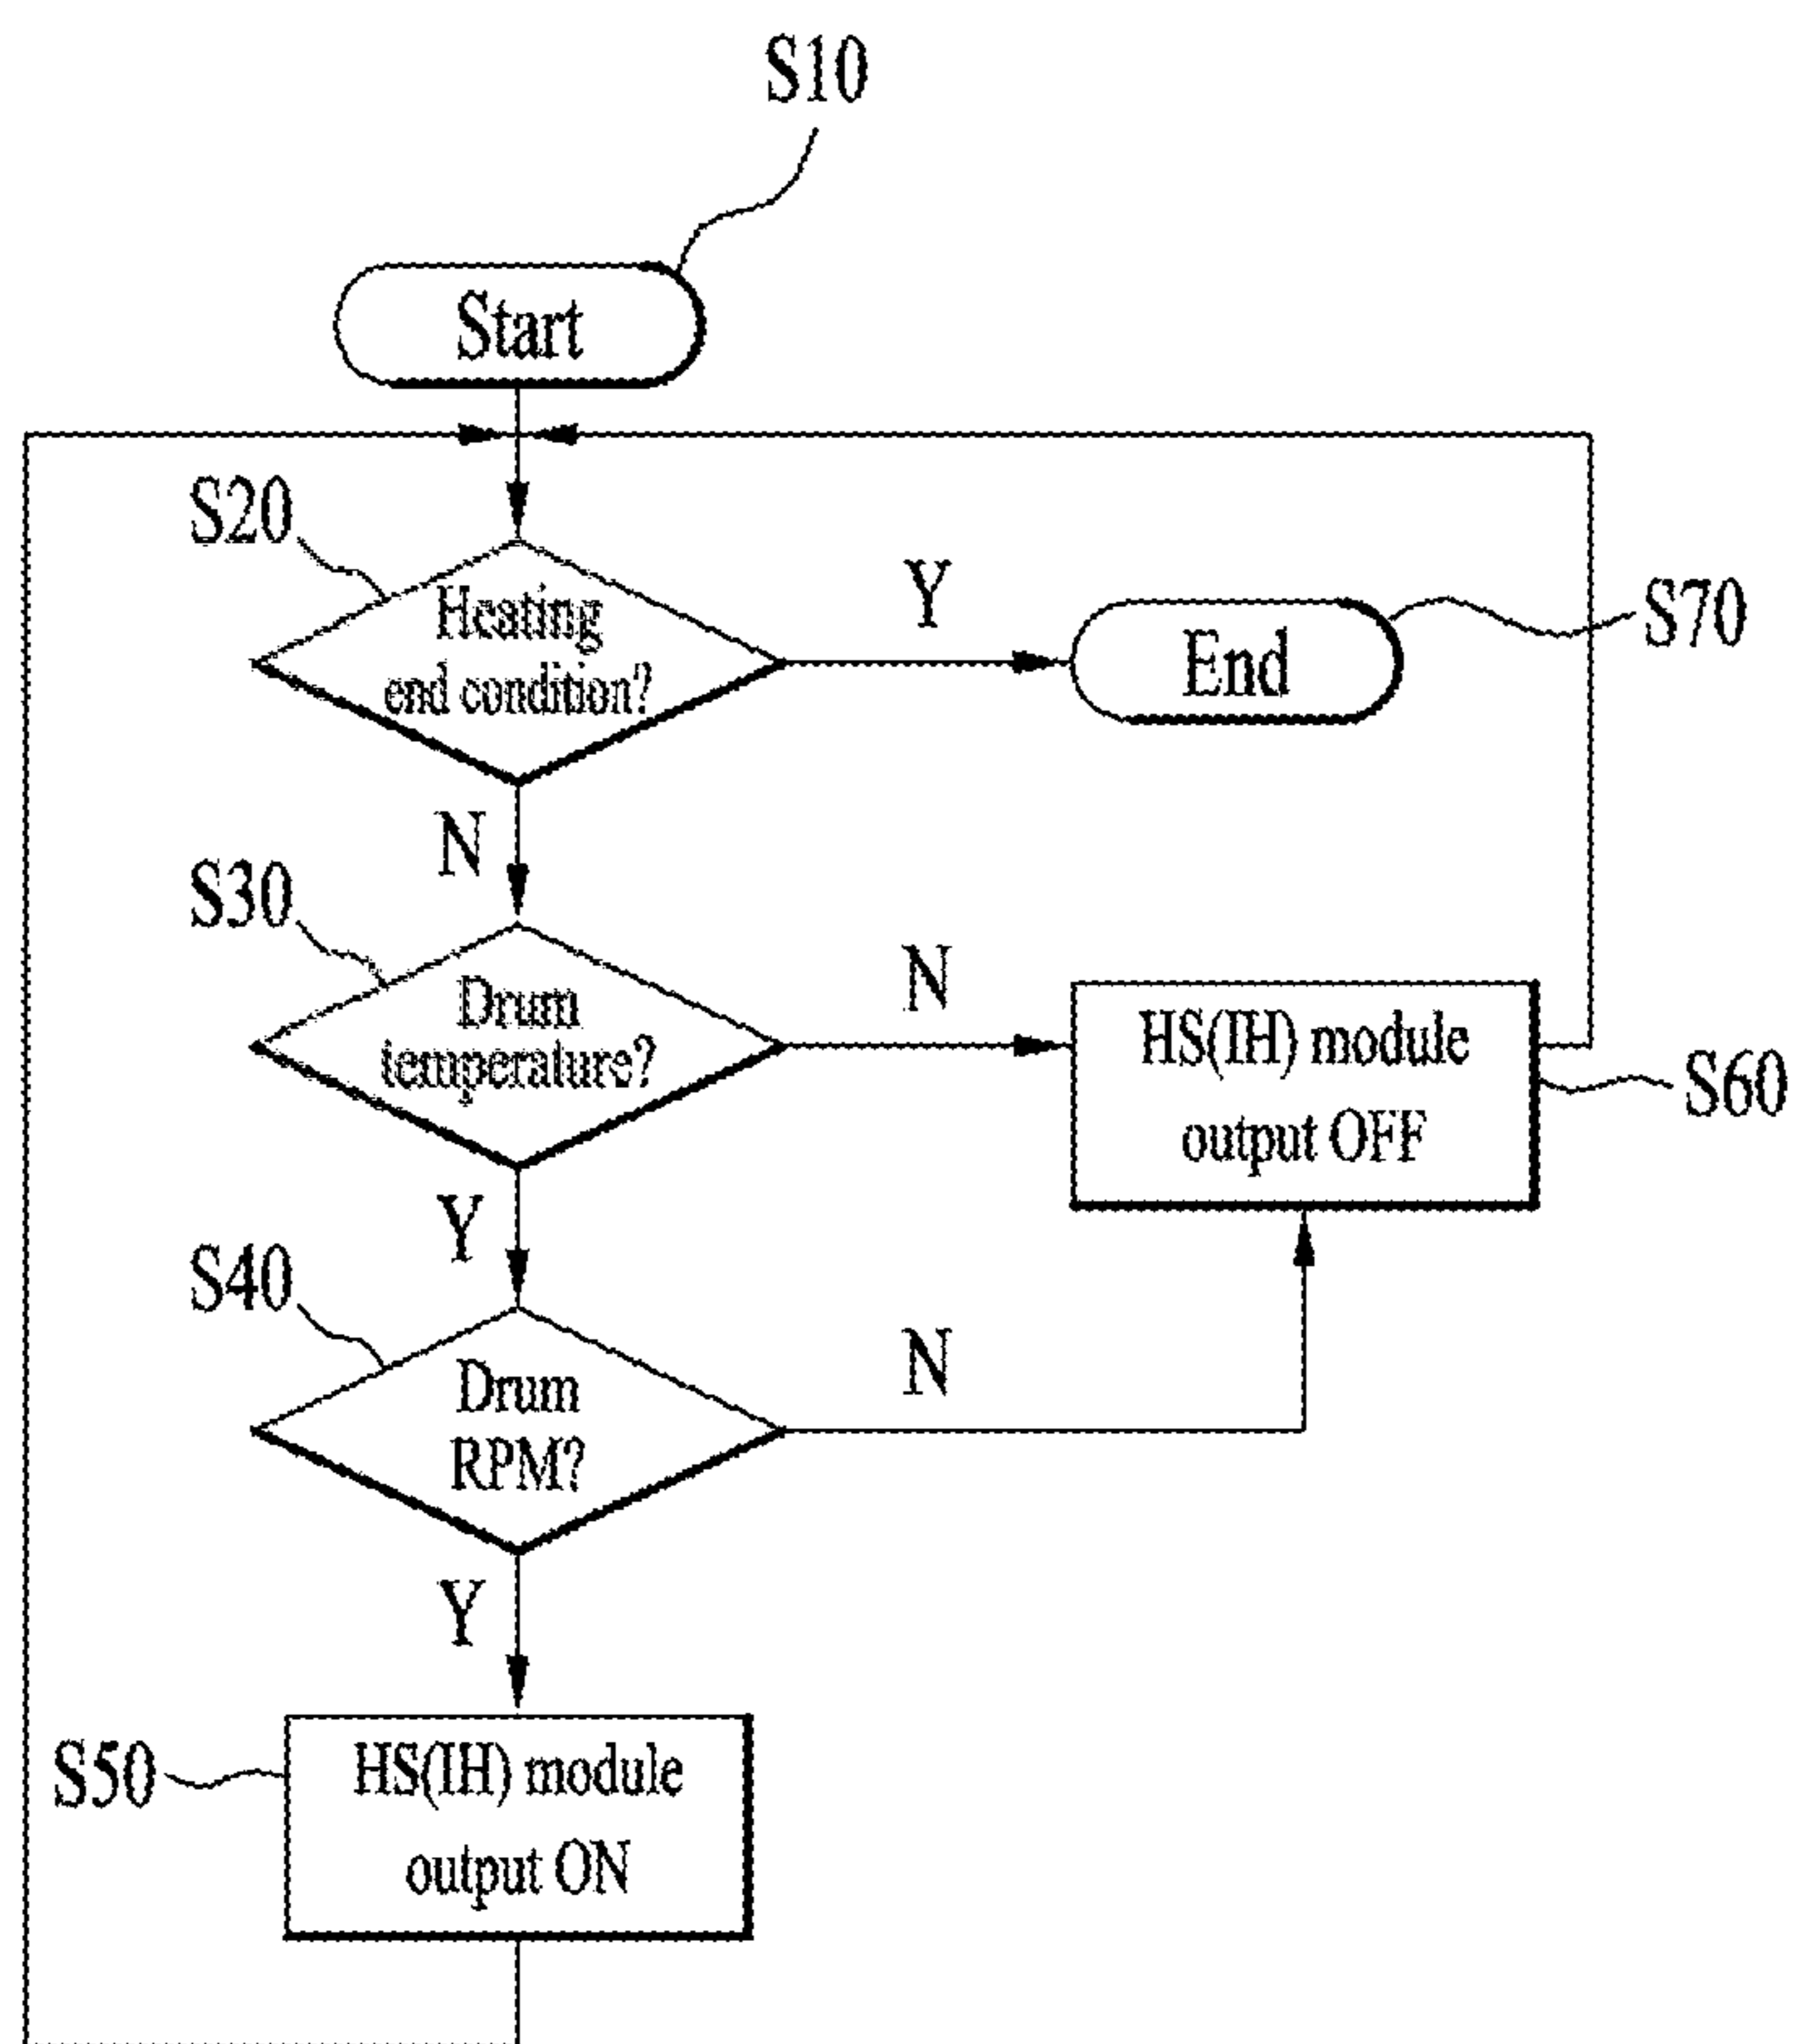 S10
Start
S20
Heating
end condition?
Y
End
S70
N
S30
Drum
temperature?
N
HS(IH) module
output OFF
S60
Y
S40
Drum
RPM?
N
Y
S50
HS(IH) module
output ON